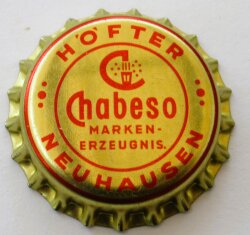 HÖFTER
Chabeso
MARKEN-
ERZEUGNIS.
NEUHAUSEN